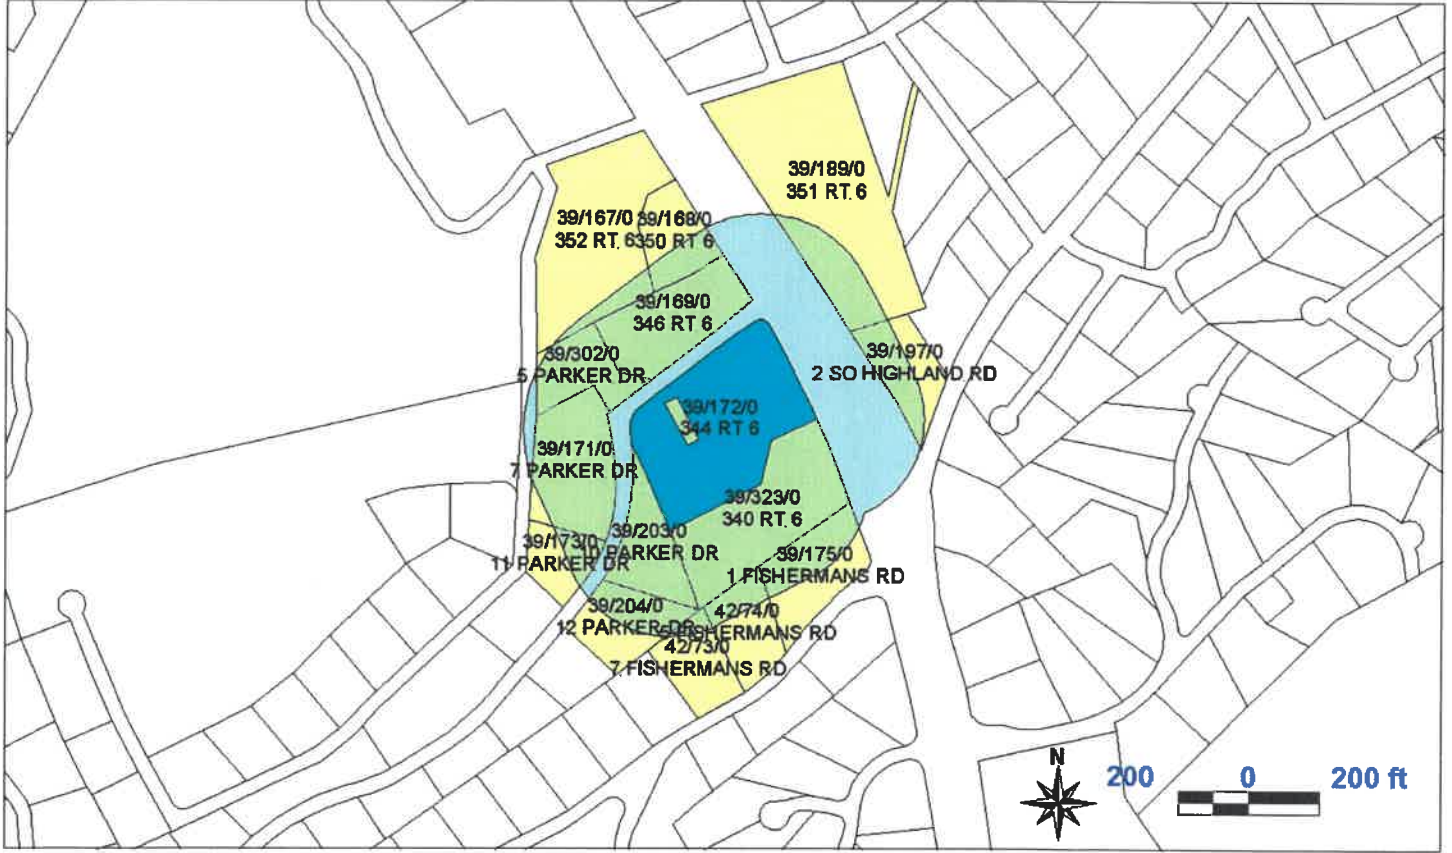 39/189/0
351 RT. 6
39/167/0
352 RT. 6
39/168/0
350 RT 6
39/169/0
346 RT 6
39/302/0
5 PARKER DR
39/197/0
2 SO HIGHLAND RD
39/172/0
344 RT 6
39/171/0
7 PARKER DR
39/323/0
340 RT. 6
39/203/0
10 PARKER DR
39/173/0
11 PARKER DR
39/175/0
1 FISHERMANS RD
39/204/0
12 PARKER DR
42/74/0
5 FISHERMANS RD
42/73/0
7 FISHERMANS RD
N
200 0 200 ft